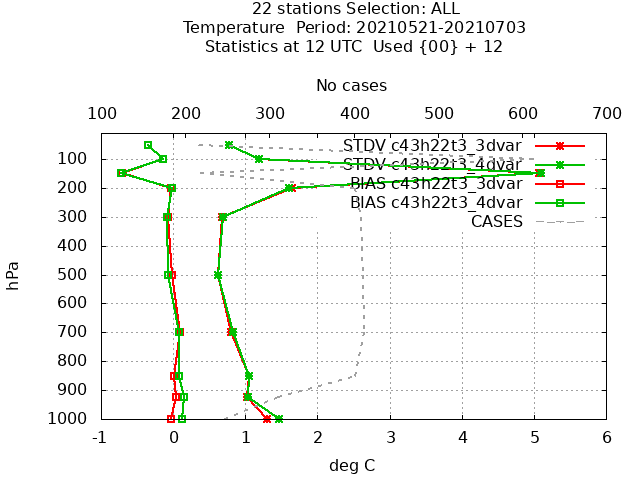 22 stations Selection: ALL
Temperature  Period: 20210521-20210703
Statistics at 12 UTC  Used {00} + 12
No cases
100 200 300 400 500 600 700
STDV c43h22t3_3dvar
STDV c43h22t3_4dvar
BIAS c43h22t3_3dvar
BIAS c43h22t3_4dvar
CASES
hPa
100
200
300
400
500
600
700
800
900
1000
-1 0 1 2 3 4 5 6
deg C